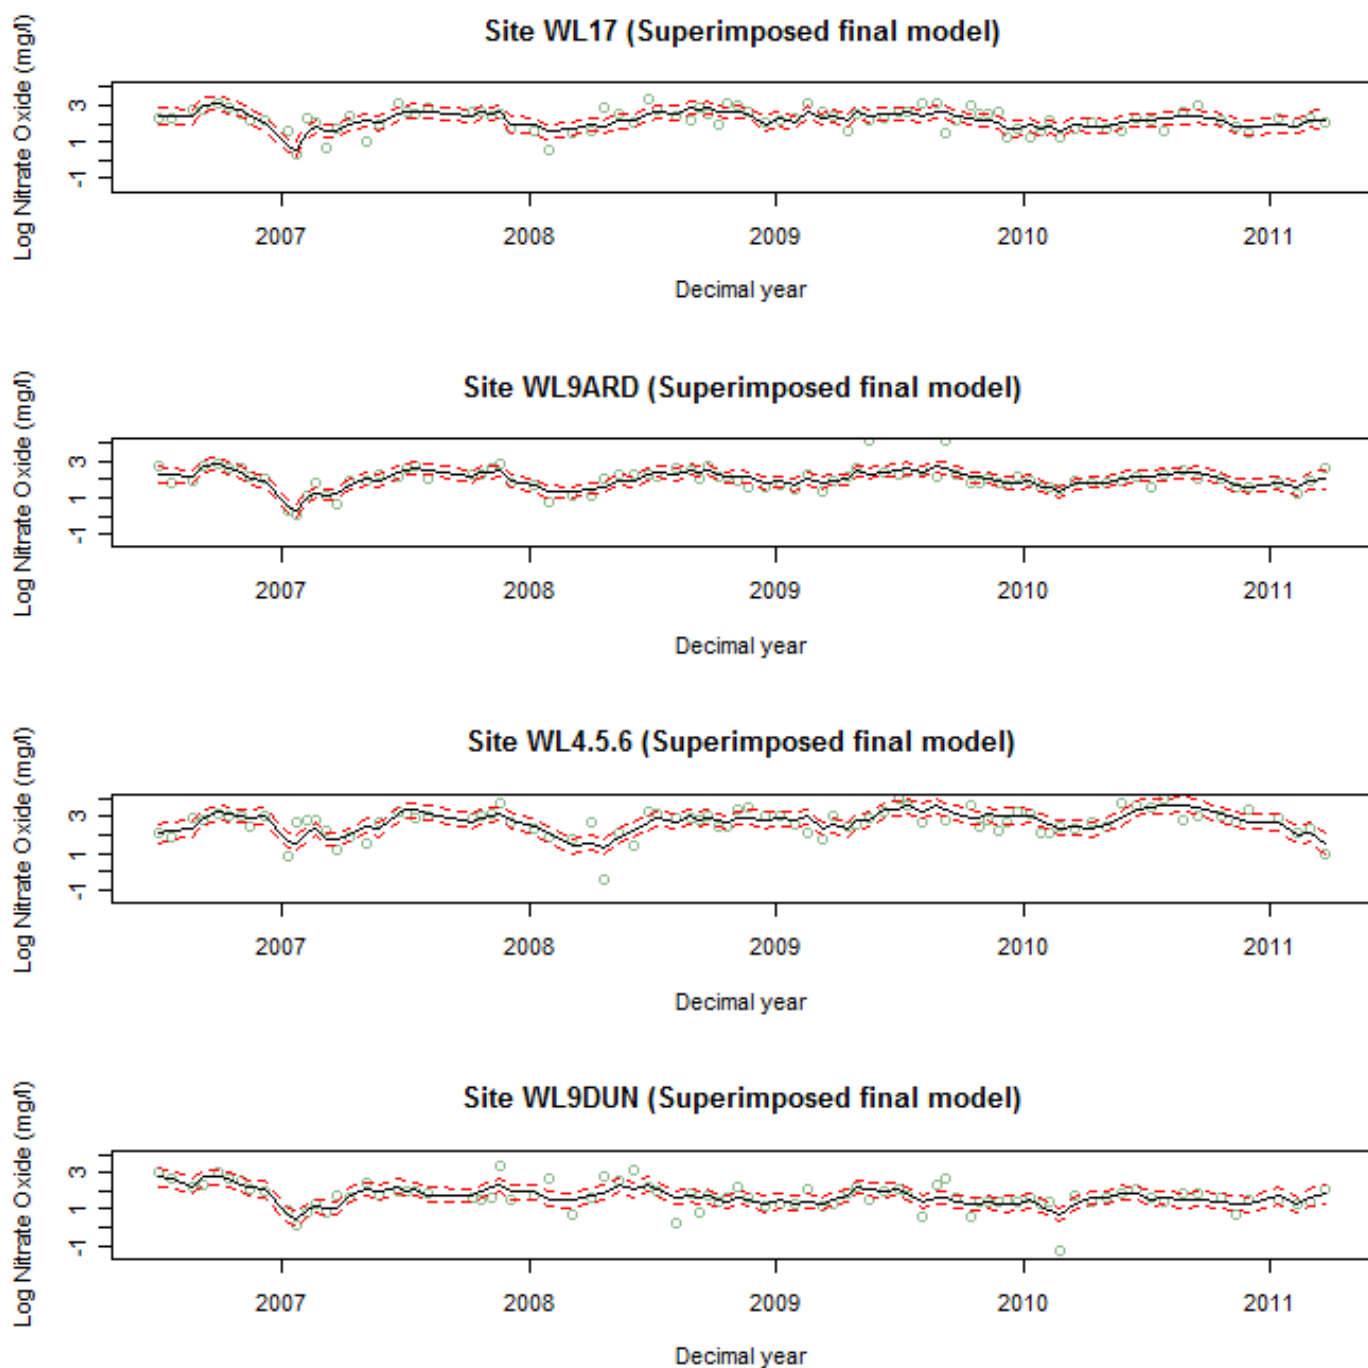 Site WL17 (Superimposed final model)
Log Nitrate Oxide (mg/l)
3
1
-1
2007 2008 2009 2010 2011
Decimal year
Site WL9ARD (Superimposed final model)
Log Nitrate Oxide (mg/l)
3
1
-1
2007 2008 2009 2010 2011
Decimal year
Site WL4.5.6 (Superimposed final model)
Log Nitrate Oxide (mg/l)
3
1
-1
2007 2008 2009 2010 2011
Decimal year
Site WL9DUN (Superimposed final model)
Log Nitrate Oxide (mg/l)
3
1
-1
2007 2008 2009 2010 2011
Decimal year